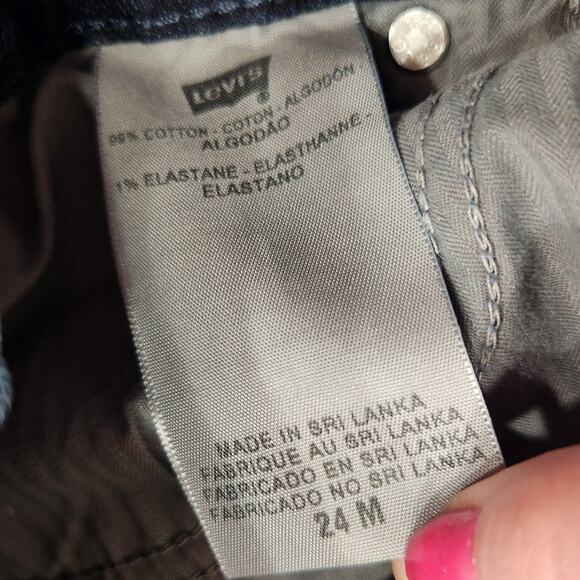 Levi's
®
99% COTTON - COTON - ALGODÓN -
ALGODÃO
1% ELASTANE - ELASTHANNE -
ELASTANO
MADE IN SRI LANKA
FABRIQUE AU SRI LANKA
FABRICADO EN SRI LANKA
FABRICADO NO SRI LANKA
24 M